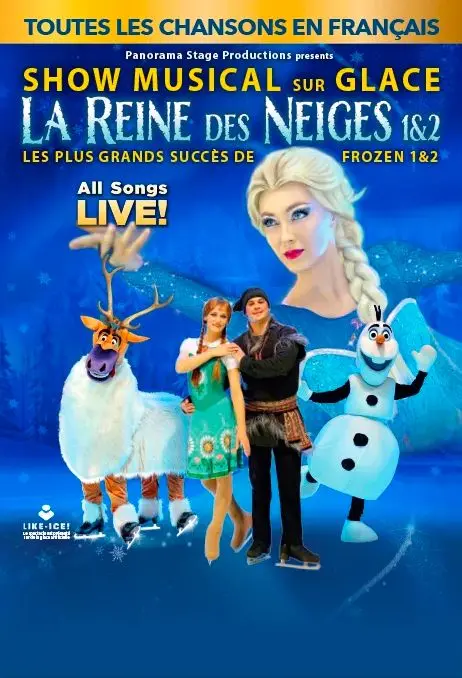 TOUTES LES CHANSONS EN FRANÇAIS
Panorama Stage Productions presents
SHOW MUSICAL SUR GLACE
LA REINE DES NEIGES 1&2
LES PLUS GRANDS SUCCÈS DE FROZEN 1&2
All Songs
LIVE!
LIKE-ICE!